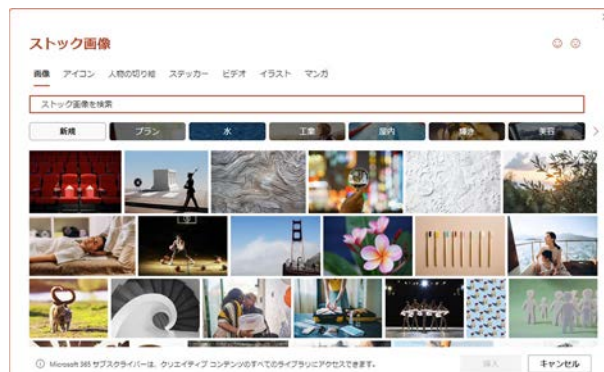 ストック画像
画像 アイコン 人物の切り絵 ステッカー ビデオ イラスト マンガ
ストック画像を検索
新規 プラン 水 工業 屋内 輝き 美容
Microsoft 365 サブスクライバーは、クリエイティブ コンテンツのすべてのライブラリにアクセスできます。
挿入 キャンセル